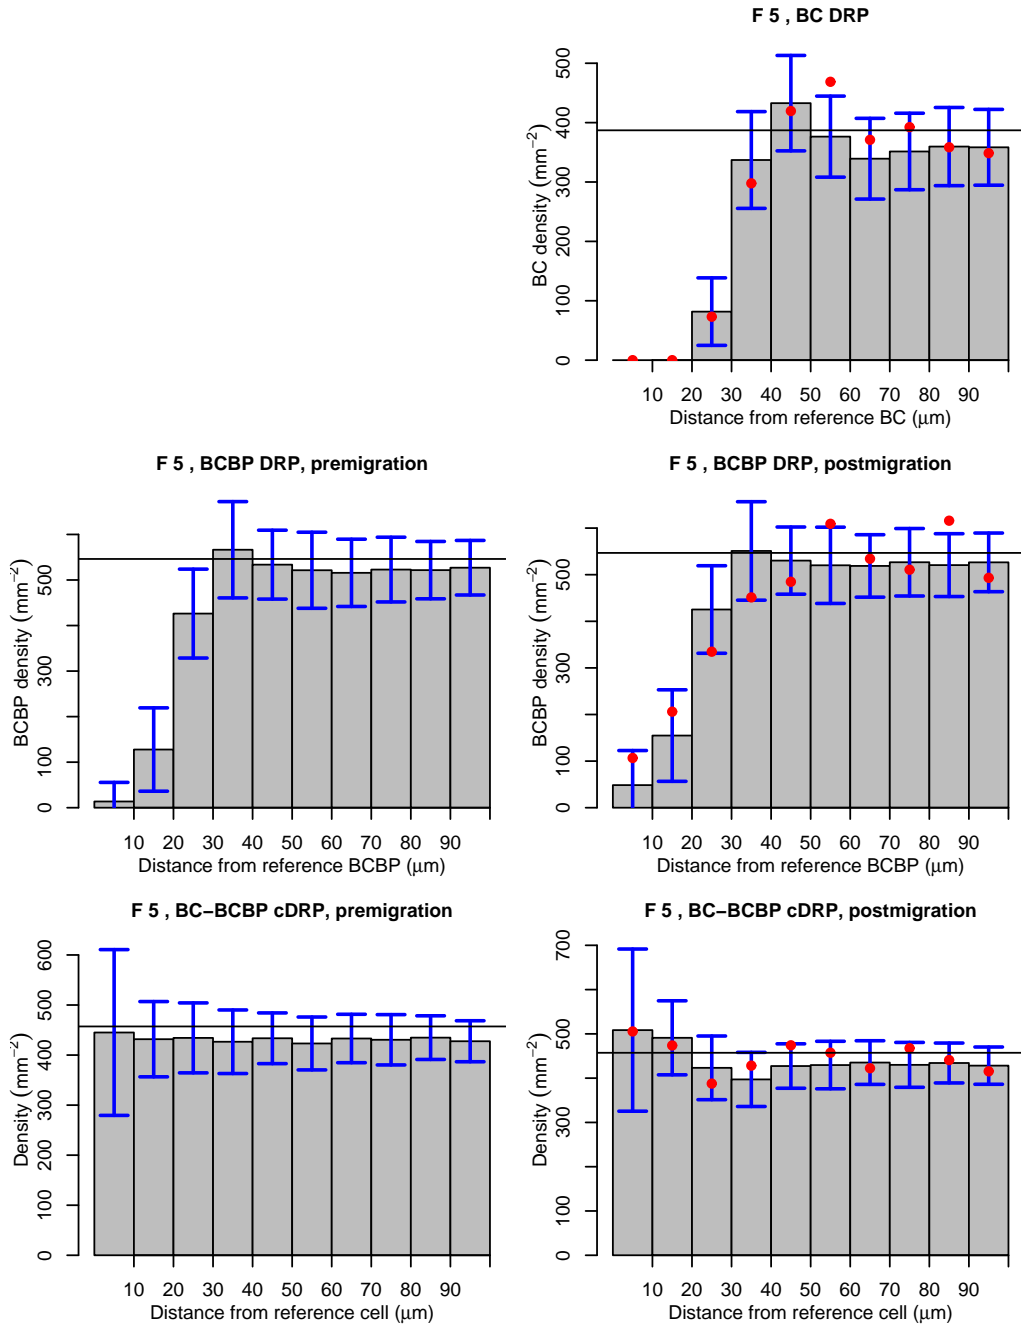 F 5 , BC DRP
BC density (mm−2)
0 100 200 300 400 500
10 20 30 40 50 60 70 80 90
Distance from reference BC (μm)
F 5 , BCBP DRP, premigration
BCBP density (mm−2)
0 100 300 500
10 20 30 40 50 60 70 80 90
Distance from reference BCBP (μm)
F 5 , BCBP DRP, postmigration
BCBP density (mm−2)
0 100 300 500
10 20 30 40 50 60 70 80 90
Distance from reference BCBP (μm)
F 5 , BC−BCBP cDRP, premigration
Density (mm−2)
0 100 200 300 400 500 600
10 20 30 40 50 60 70 80 90
Distance from reference cell (μm)
F 5 , BC−BCBP cDRP, postmigration
Density (mm−2)
0 100 300 500 700
10 20 30 40 50 60 70 80 90
Distance from reference cell (μm)